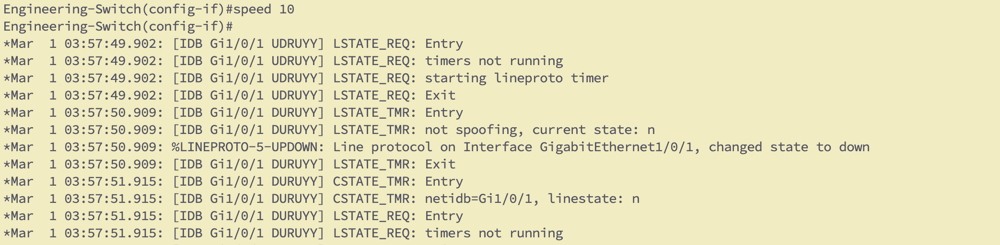 Engineering-Switch(config-if)#speed 10
Engineering-Switch(config-if)#
*Mar  1 03:57:49.902: [IDB Gi1/0/1 UDRUYY] LSTATE_REQ: Entry
*Mar  1 03:57:49.902: [IDB Gi1/0/1 UDRUYY] LSTATE_REQ: timers not running
*Mar  1 03:57:49.902: [IDB Gi1/0/1 UDRUYY] LSTATE_REQ: starting lineproto timer
*Mar  1 03:57:49.902: [IDB Gi1/0/1 UDRUYY] LSTATE_REQ: Exit
*Mar  1 03:57:50.909: [IDB Gi1/0/1 DURUYY] LSTATE_TMR: Entry
*Mar  1 03:57:50.909: [IDB Gi1/0/1 DURUYY] LSTATE_TMR: not spoofing, current state: n
*Mar  1 03:57:50.909: %LINEPROTO-5-UPDOWN: Line protocol on Interface GigabitEthernet1/0/1, changed state to down
*Mar  1 03:57:50.909: [IDB Gi1/0/1 DURUYY] LSTATE_TMR: Exit
*Mar  1 03:57:51.915: [IDB Gi1/0/1 DURUYY] CSTATE_TMR: Entry
*Mar  1 03:57:51.915: [IDB Gi1/0/1 DURUYY] CSTATE_TMR: netidb=Gi1/0/1, linestate: n
*Mar  1 03:57:51.915: [IDB Gi1/0/1 DURUYY] LSTATE_REQ: Entry
*Mar  1 03:57:51.915: [IDB Gi1/0/1 DURUYY] LSTATE_REQ: timers not running